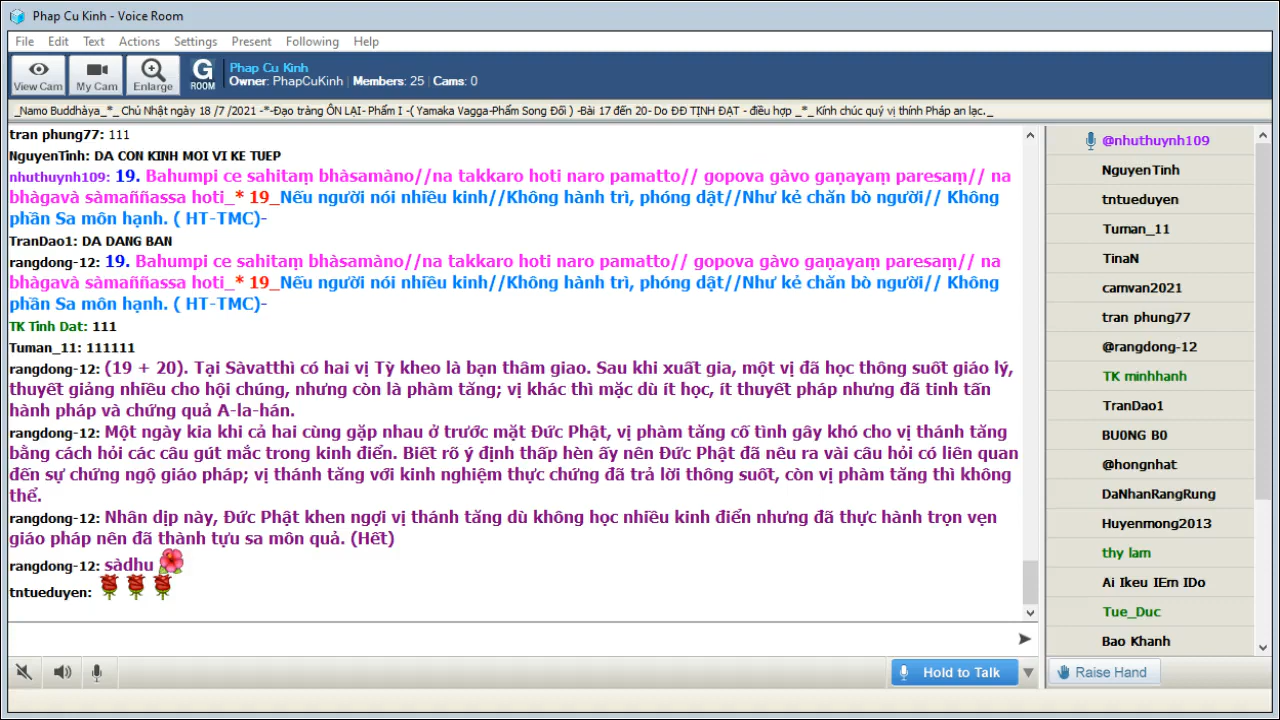 Phap Cu Kinh - Voice Room
File Edit Text Actions Settings Present Following Help
View Cam My Cam Enlarge G ROOM
Phap Cu Kinh
Owner: PhapCuKinh | Members: 25 | Cams: 0
_Namo Buddhàya_*_ Chủ Nhật ngày 18 /7 /2021 -*-Đạo tràng ÔN LẠI- Phẩm I -( Yamaka Vagga-Phẩm Song Đối ) -Bài 17 đến 20- Do ĐĐ TỊNH ĐẠT - điều hợp _*_ Kính chúc quý vị thính Pháp an lạc._
tran phung77: 111
NguyenTinh: DA CON KINH MOI VI KE TUEP
nhuthuynh109: 19. Bahumpi ce sahitaṃ bhàsamàno//na takkaro hoti naro pamatto// gopova gàvo gaṇayaṃ paresaṃ// na
bhàgavà sàmaññassa hoti_* 19_Nếu người nói nhiều kinh//Không hành trì, phóng dật//Như kẻ chăn bò người// Không
phần Sa môn hạnh. ( HT-TMC)-
TranDao1: DA DANG BAN
rangdong-12: 19. Bahumpi ce sahitaṃ bhàsamàno//na takkaro hoti naro pamatto// gopova gàvo gaṇayaṃ paresaṃ// na
bhàgavà sàmaññassa hoti_* 19_Nếu người nói nhiều kinh//Không hành trì, phóng dật//Như kẻ chăn bò người// Không
phần Sa môn hạnh. ( HT-TMC)-
TK Tinh Dat: 111
Tuman_11: 111111
rangdong-12: (19 + 20). Tại Sàvatthì có hai vị Tỳ kheo là bạn thâm giao. Sau khi xuất gia, một vị đã học thông suốt giáo lý,
thuyết giảng nhiều cho hội chúng, nhưng còn là phàm tăng; vị khác thì mặc dù ít học, ít thuyết pháp nhưng đã tinh tấn
hành pháp và chứng quả A-la-hán.
rangdong-12: Một ngày kia khi cả hai cùng gặp nhau ở trước mặt Đức Phật, vị phàm tăng cố tình gây khó cho vị thánh tăng
bằng cách hỏi các câu gút mắc trong kinh điển. Biết rõ ý định thấp hèn ấy nên Đức Phật đã nêu ra vài câu hỏi có liên quan
đến sự chứng ngộ giáo pháp; vị thánh tăng với kinh nghiệm thực chứng đã trả lời thông suốt, còn vị phàm tăng thì không
thể.
rangdong-12: Nhân dịp này, Đức Phật khen ngợi vị thánh tăng dù không học nhiều kinh điển nhưng đã thực hành trọn vẹn
giáo pháp nên đã thành tựu sa môn quả. (Hết)
rangdong-12: sàdhu
tntueduyen:
@nhuthuynh109
NguyenTinh
tntueduyen
Tuman_11
TinaN
camvan2021
tran phung77
@rangdong-12
TK minhhanh
TranDao1
BU0NG B0
@hongnhat
DaNhanRangRung
Huyenmong2013
thy lam
Ai Ikeu IEm IDo
Tue_Duc
Bao Khanh
Hold to Talk
Raise Hand